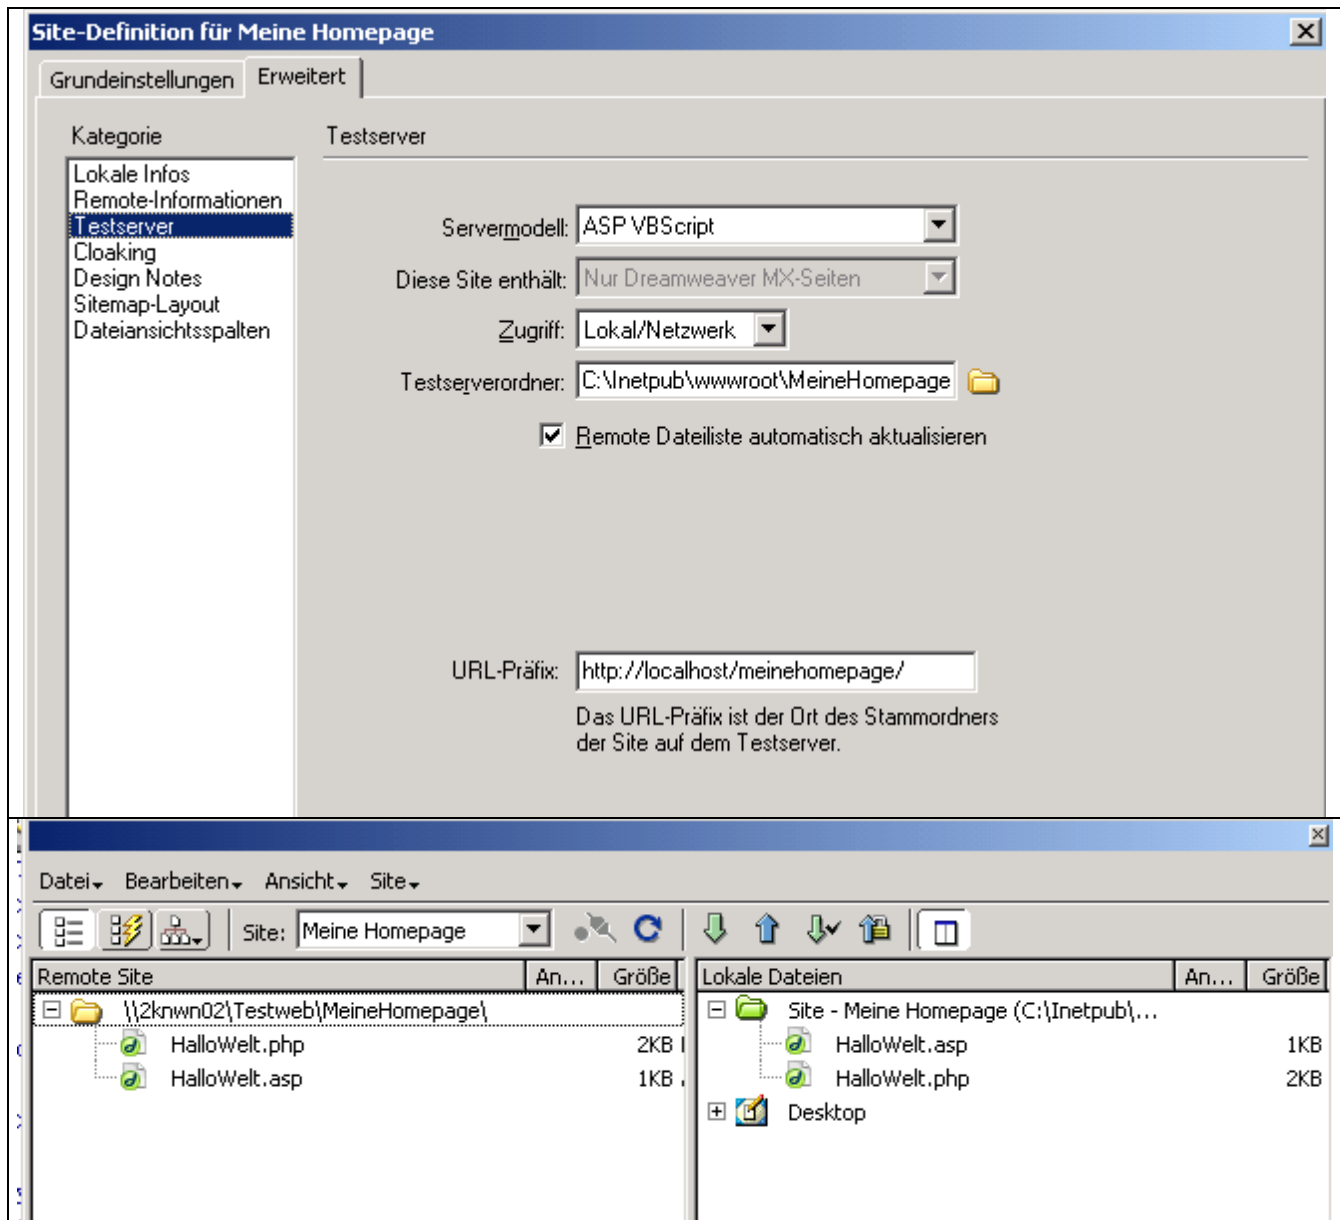 Site-Definition für Meine Homepage
Grundeinstellungen Erweitert
Kategorie Testserver
Lokale Infos
Remote-Informationen
Testserver
Cloaking
Design Notes
Sitemap-Layout
Dateiansichtsspalten
Servermodell: ASP VBScript
Diese Site enthält: Nur Dreamweaver MX-Seiten
Zugriff: Lokal/Netzwerk
Testserverordner: C:\Inetpub\wwwroot\MeineHomepage
Remote Dateiliste automatisch aktualisieren
URL-Präfix: http://localhost/meinehomepage/
Das URL-Präfix ist der Ort des Stammordners
der Site auf dem Testserver.
Datei Bearbeiten Ansicht Site
Site: Meine Homepage
Remote Site An... Größe
\\2knwn02\Testweb\MeineHomepage\
HalloWelt.php 2KB
HalloWelt.asp 1KB
Lokale Dateien An... Größe
Site - Meine Homepage (C:\Inetpub\...
HalloWelt.asp 1KB
HalloWelt.php 2KB
Desktop